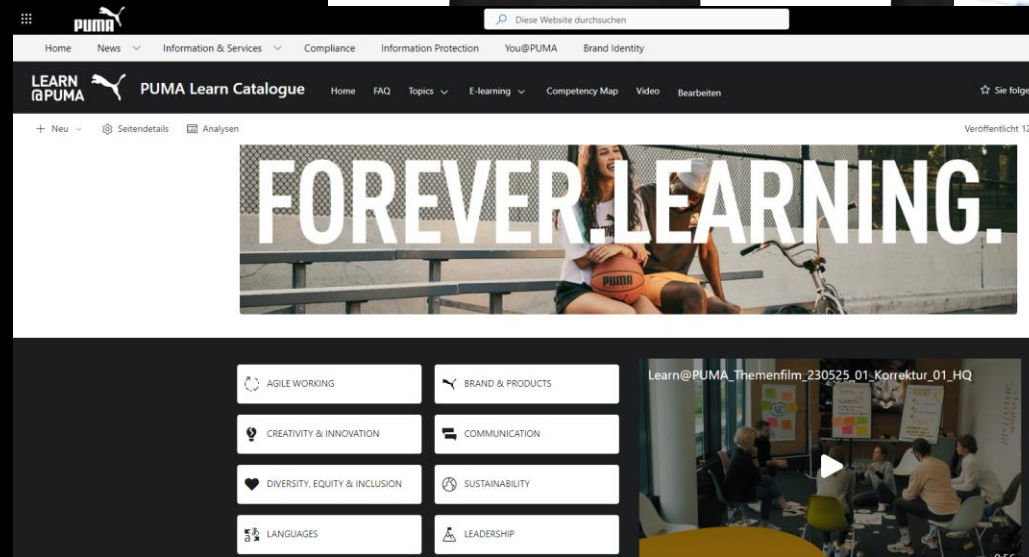 PUMA
Diese Website durchsuchen
Home News Information & Services Compliance Information Protection You@PUMA Brand Identity
LEARN @PUMA
PUMA Learn Catalogue Home FAQ Topics E-learning Competency Map Video Bearbeiten
Sie folge
+ Neu Seitendetails Analysen
Veröffentlicht 12
FOREVER.LEARNING.
PUMA
AGILE WORKING
BRAND & PRODUCTS
CREATIVITY & INNOVATION
COMMUNICATION
DIVERSITY, EQUITY & INCLUSION
SUSTAINABILITY
LANGUAGES
LEADERSHIP
Learn@PUMA_Themenfilm_230525_01_Korrektur_01_HQ